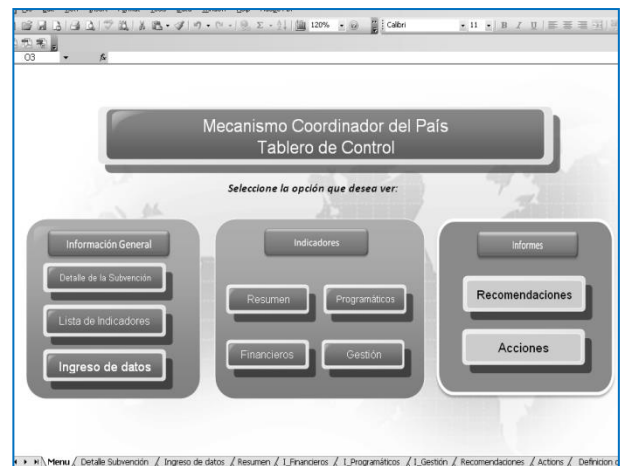 120%
Calibri
11
B I U
O3
fx
Mecanismo Coordinador del País
Tablero de Control
Seleccione la opción que desea ver:
Información General
Detalle de la Subvención
Lista de Indicadores
Ingreso de datos
Indicadores
Resumen
Programáticos
Financieros
Gestión
Informes
Recomendaciones
Acciones
Menu / Detalle Subvención / Ingreso de datos / Resumen / I_Financieros / I_Programáticos / I_Gestión / Recomendaciones / Actions / Definicion